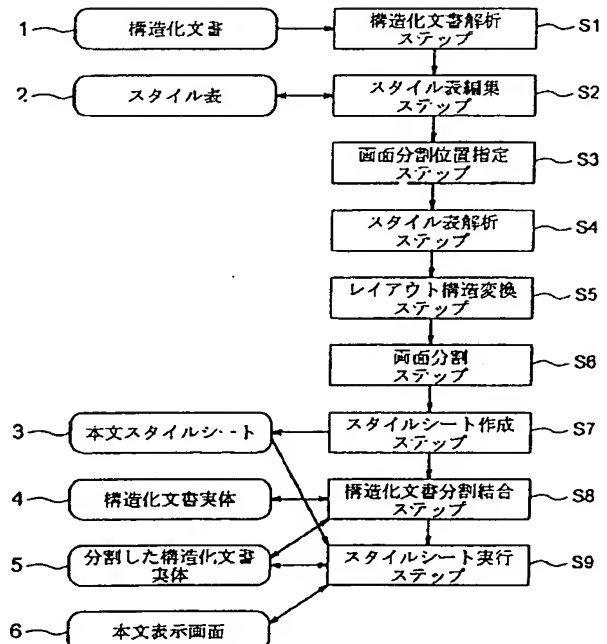 1
構造化文書
構造化文書解析
ステップ
S1
2
スタイル表
スタイル表編集
ステップ
S2
画面分割位置指定
ステップ
S3
スタイル表解析
ステップ
S4
レイアウト構造変換
ステップ
S5
画面分割
ステップ
S6
3
本文スタイルシート
スタイルシート作成
ステップ
S7
4
構造化文書実体
構造化文書分割結合
ステップ
S8
5
分割した構造化文書
実体
スタイルシート実行
ステップ
S9
6
本文表示画面